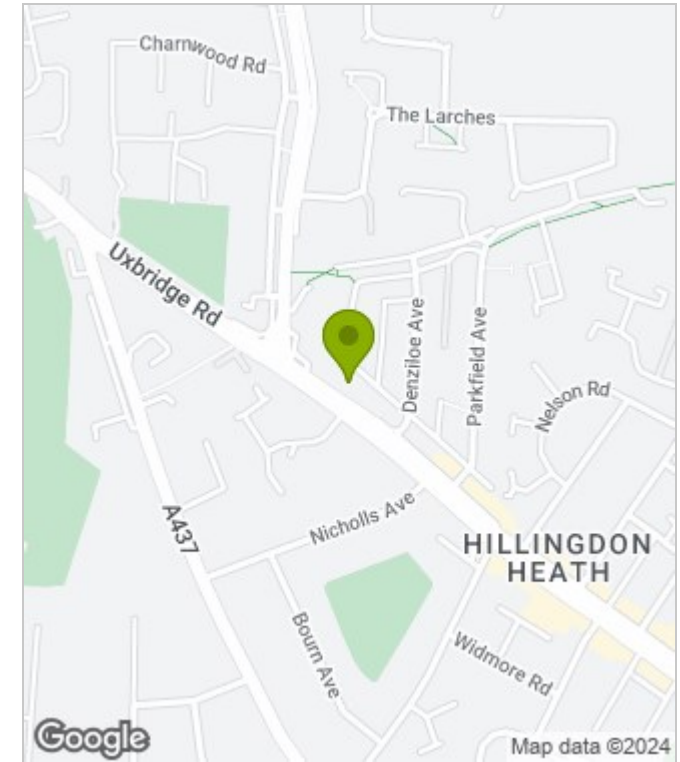 Charnwood Rd
The Larches
Uxbridge Rd
Denziloe Ave
Parkfield Ave
Nelson Rd
A437
Nicholls Ave
HILLINGDON
HEATH
Bourn Ave
Widmore Rd
Google
Map data ©2024